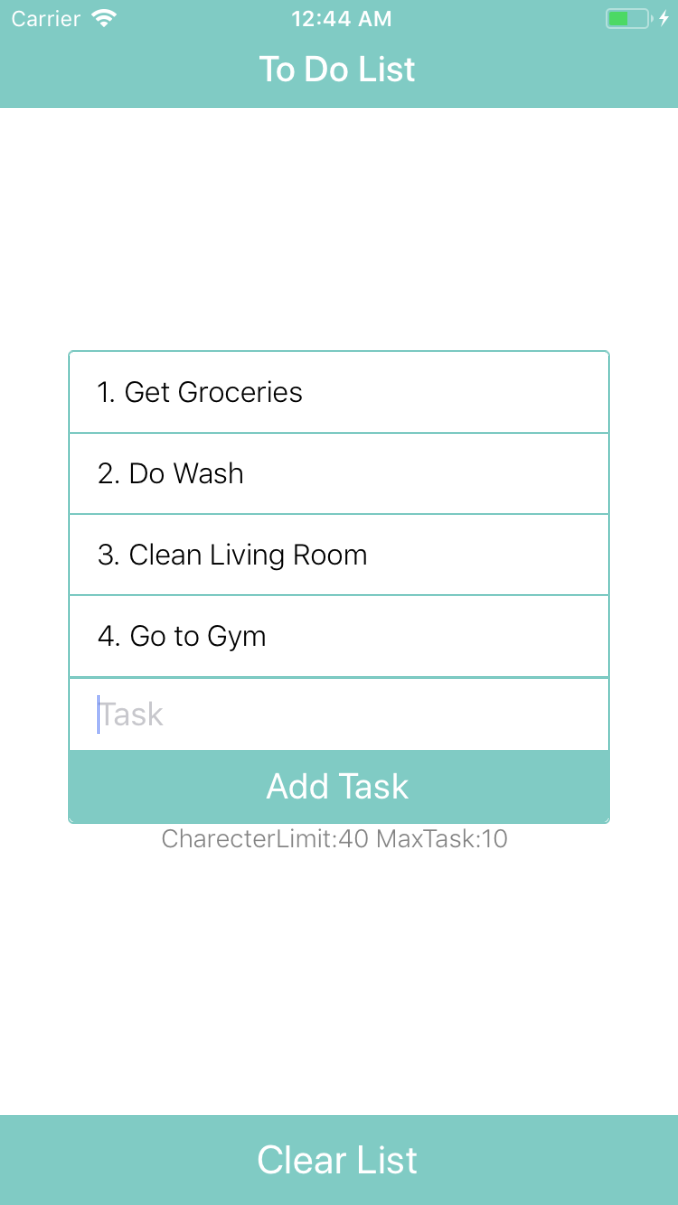 Carrier 12:44 AM
To Do List
1. Get Groceries
2. Do Wash
3. Clean Living Room
4. Go to Gym
Task
Add Task
CharecterLimit:40 MaxTask:10
Clear List